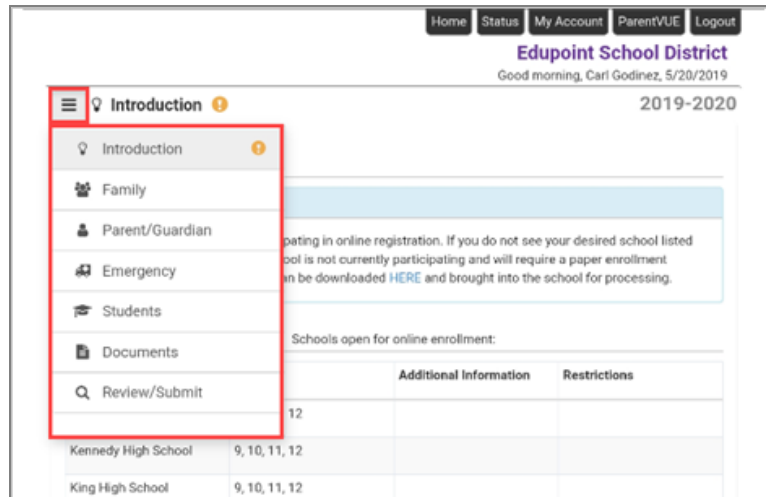 Home Status My Account ParentVUE Logout
Edupoint School District
Good morning, Carl Godinez, 5/20/2019
Introduction
2019-2020
Introduction
Family
Parent/Guardian
Emergency
Students
Documents
Review/Submit
pating in online registration. If you do not see your desired school listed
ool is not currently participating and will require a paper enrollment
an be downloaded HERE and brought into the school for processing.
Schools open for online enrollment:
Additional Information Restrictions
12
Kennedy High School 9, 10, 11, 12
King High School 9, 10, 11, 12